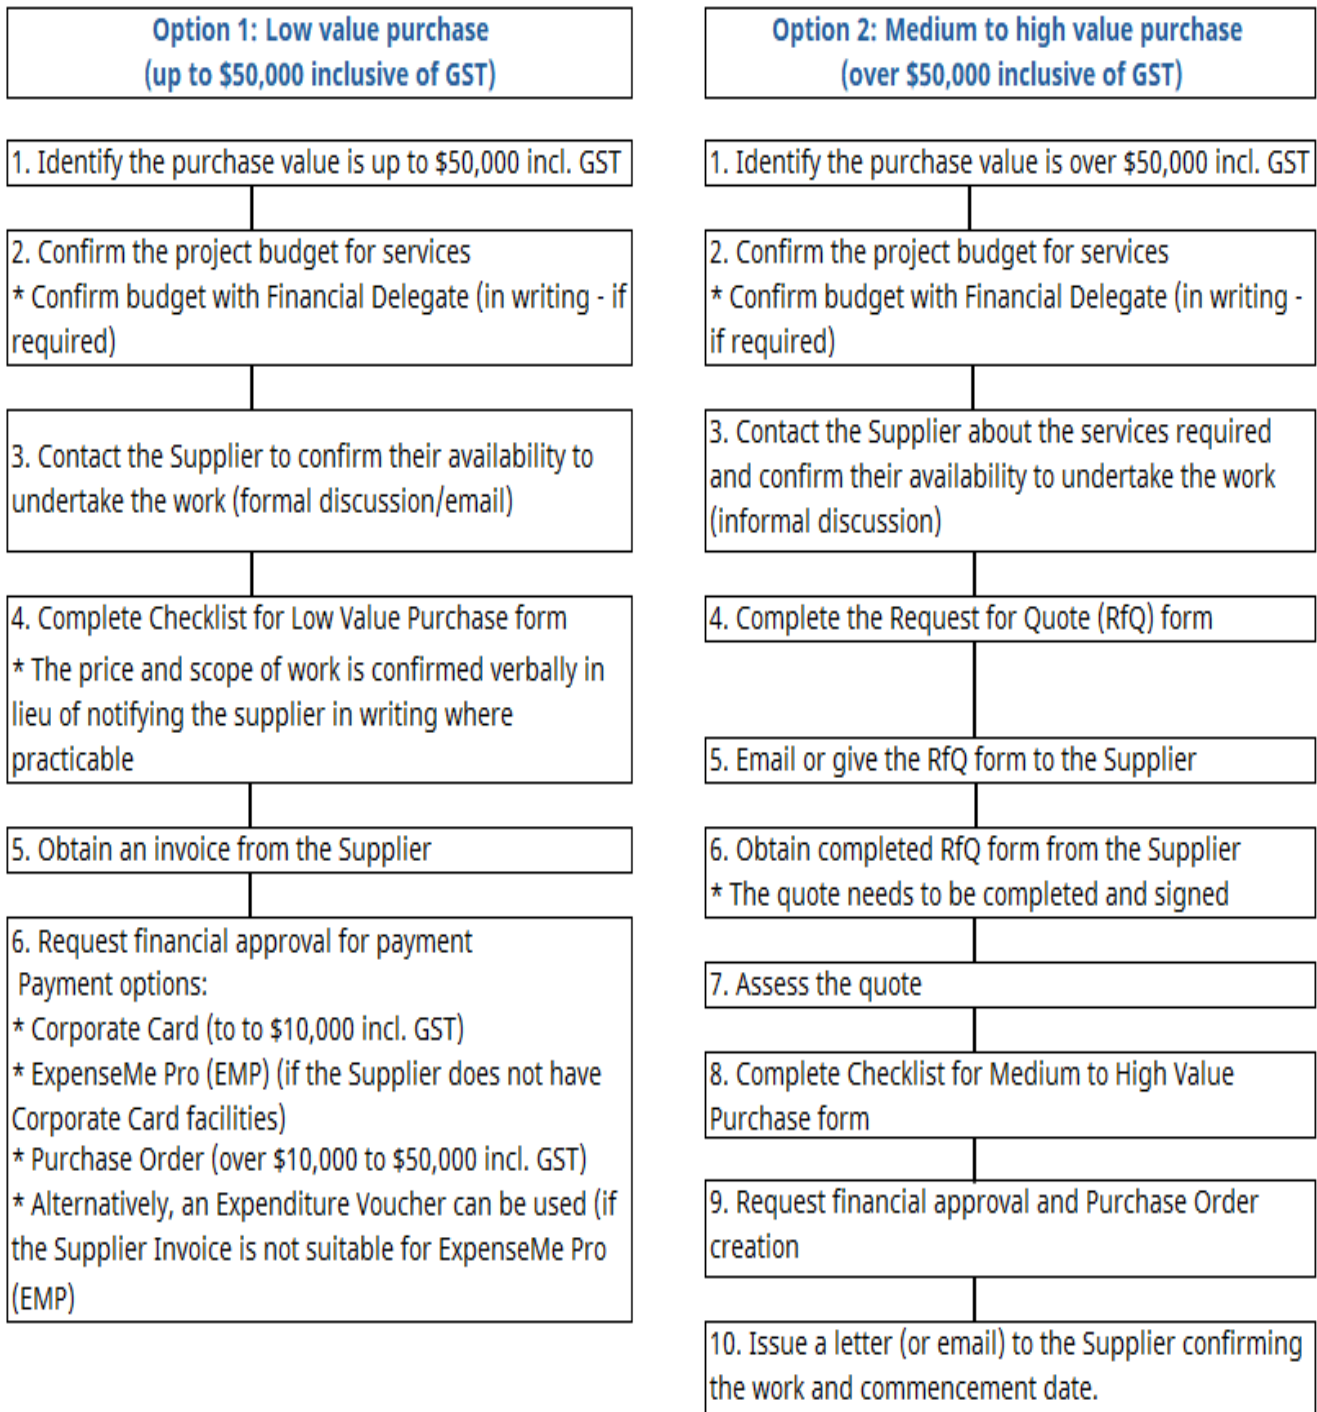 Option 1: Low value purchase
(up to $50,000 inclusive of GST)
1. Identify the purchase value is up to $50,000 incl. GST
2. Confirm the project budget for services
* Confirm budget with Financial Delegate (in writing - if
required)
3. Contact the Supplier to confirm their availability to
undertake the work (formal discussion/email)
4. Complete Checklist for Low Value Purchase form
* The price and scope of work is confirmed verbally in
lieu of notifying the supplier in writing where
practicable
5. Obtain an invoice from the Supplier
6. Request financial approval for payment
Payment options:
* Corporate Card (to to $10,000 incl. GST)
* ExpenseMe Pro (EMP) (if the Supplier does not have
Corporate Card facilities)
* Purchase Order (over $10,000 to $50,000 incl. GST)
* Alternatively, an Expenditure Voucher can be used (if
the Supplier Invoice is not suitable for ExpenseMe Pro
(EMP)
Option 2: Medium to high value purchase
(over $50,000 inclusive of GST)
1. Identify the purchase value is over $50,000 incl. GST
2. Confirm the project budget for services
* Confirm budget with Financial Delegate (in writing -
if required)
3. Contact the Supplier about the services required
and confirm their availability to undertake the work
(informal discussion)
4. Complete the Request for Quote (RfQ) form
5. Email or give the RfQ form to the Supplier
6. Obtain completed RfQ form from the Supplier
* The quote needs to be completed and signed
7. Assess the quote
8. Complete Checklist for Medium to High Value
Purchase form
9. Request financial approval and Purchase Order
creation
10. Issue a letter (or email) to the Supplier confirming
the work and commencement date.